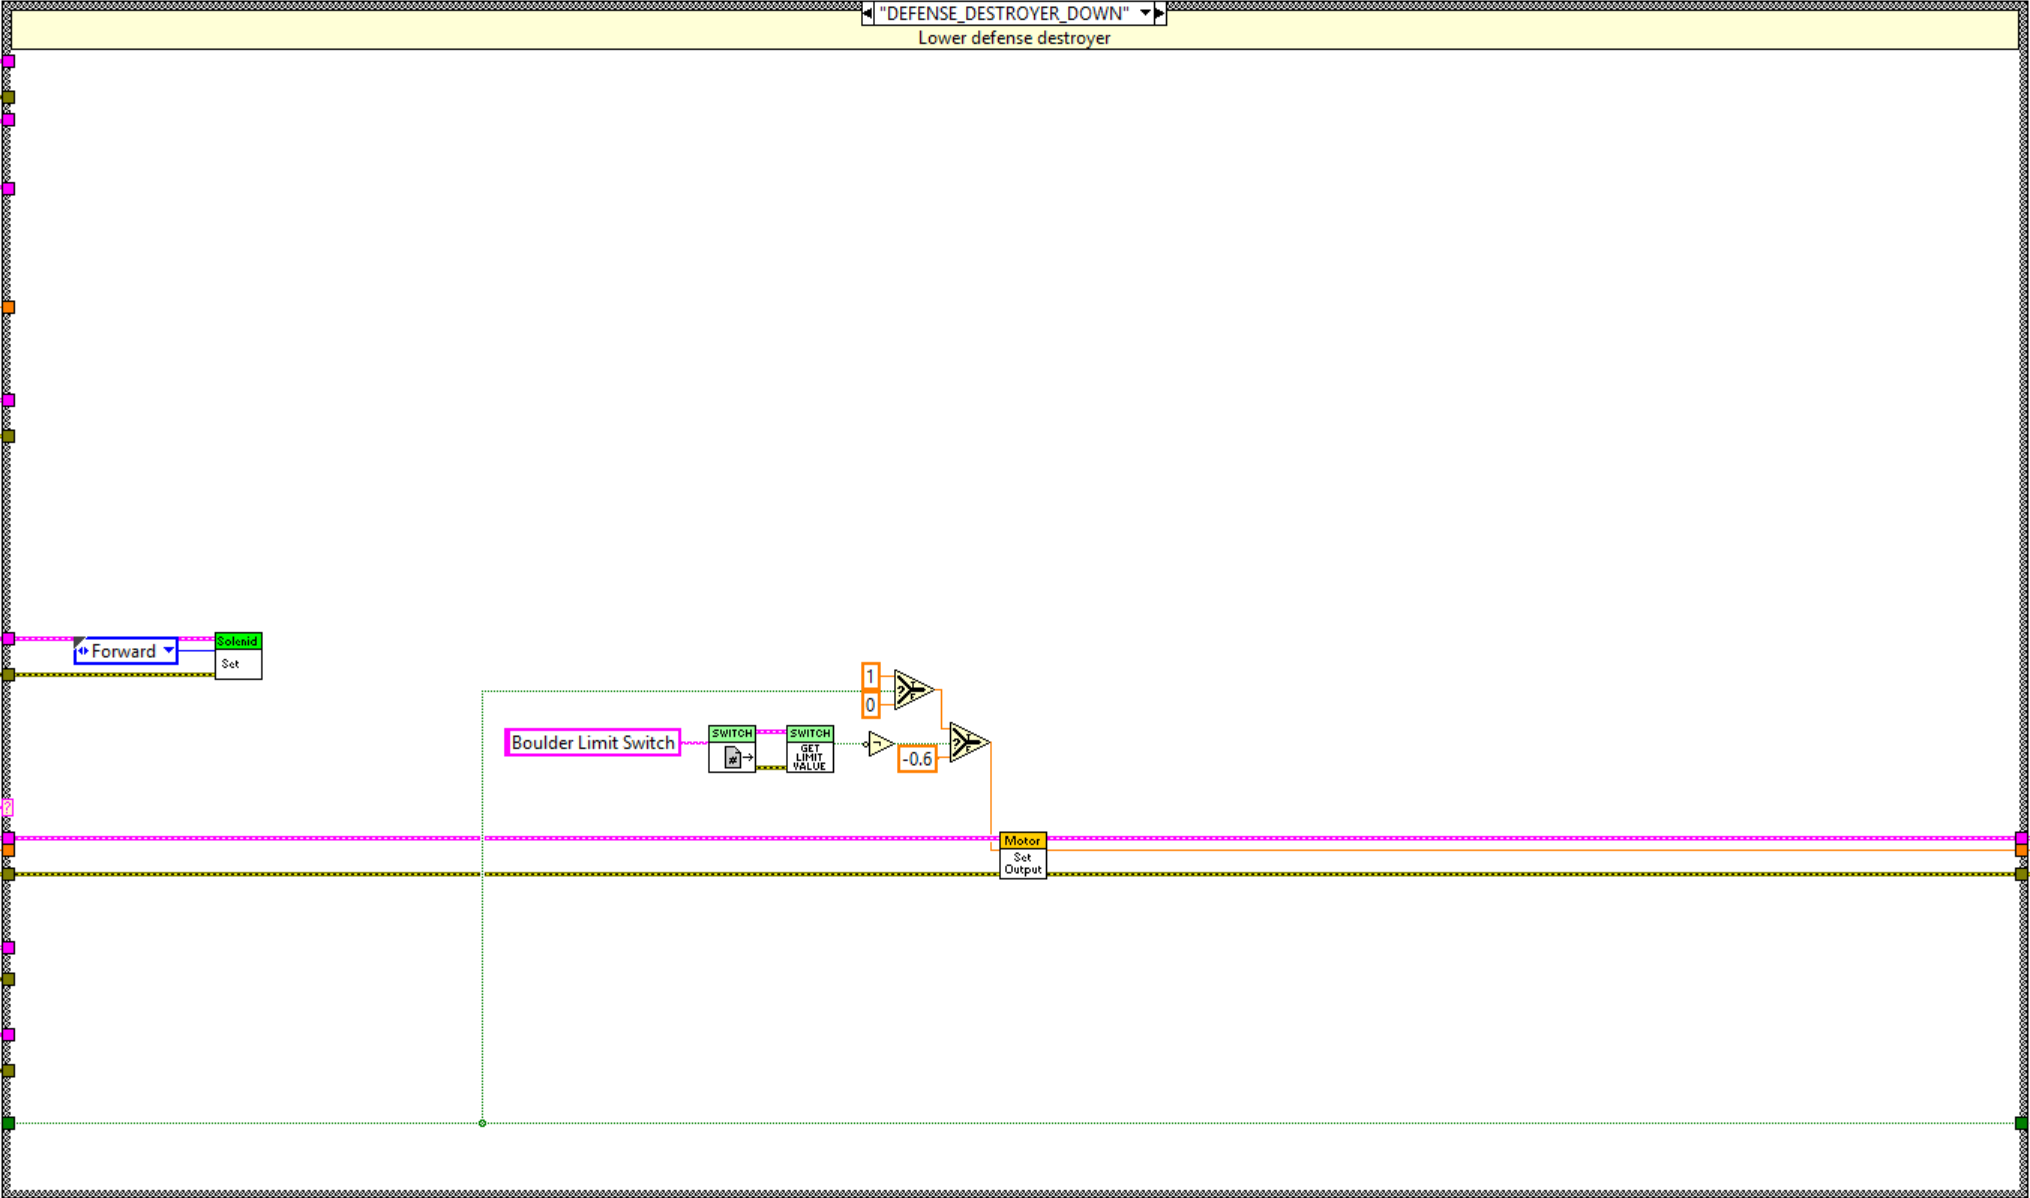 "DEFENSE_DESTROYER_DOWN"
Lower defense destroyer
Forward
Solenid
Set
1
0
?
T
F
Boulder Limit Switch
SWITCH
#
SWITCH
GET
LIMIT
VALUE
-0.6
?
T
F
?
Motor
Set
Output